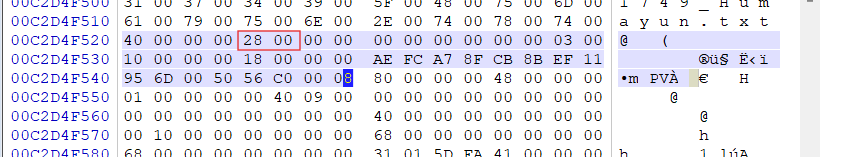 00C2D4F500 31 00 37 00 34 00 39 00 5F 00 48 00 75 00 6D 00 1 7 4 9 _ H u m
00C2D4F510 61 00 79 00 75 00 6E 00 2E 00 74 00 78 00 74 00 a y u n . t x t
00C2D4F520 40 00 00 00 28 00 00 00 00 00 00 00 00 00 03 00 @ (
00C2D4F530 10 00 00 00 18 00 00 00 AE FC A7 8F CB 8B EF 11 ®ü§ Ë‹ï
00C2D4F540 95 6D 00 50 56 C0 00 08 80 00 00 00 48 00 00 00 •m PVÀ € H
00C2D4F550 01 00 00 00 00 00 40 09 00 00 00 00 00 00 00 00 @
00C2D4F560 00 00 00 00 00 00 00 00 40 00 00 00 00 00 00 00 @
00C2D4F570 00 10 00 00 00 00 00 00 68 00 00 00 00 00 00 00 h
00C2D4F580 68 00 00 00 00 00 00 00 31 01 5D FA 41 00 00 00 h 1 ]úA